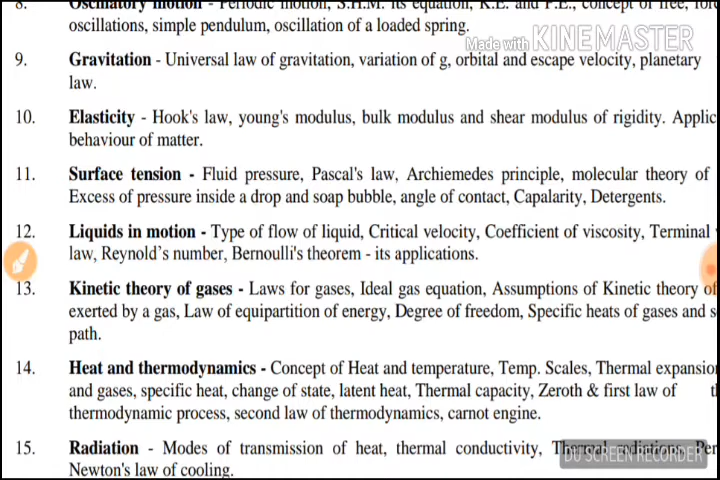 8. Oscillatory motion - Periodic motion, S.H.M. its equation, K.E. and P.E., concept of free,
oscillations, simple pendulum, oscillation of a loaded spring.
Made with KINEMASTER
9. Gravitation - Universal law of gravitation, variation of g, orbital and escape velocity, planetary
law.
10. Elasticity - Hook's law, young's modulus, bulk modulus and shear modulus of rigidity. Applic
behaviour of matter.
11. Surface tension - Fluid pressure, Pascal's law, Archiemedes principle, molecular theory of
Excess of pressure inside a drop and soap bubble, angle of contact, Capalarity, Detergents.
12. Liquids in motion - Type of flow of liquid, Critical velocity, Coefficient of viscosity, Terminal
law, Reynold's number, Bernoulli's theorem - its applications.
13. Kinetic theory of gases - Laws for gases, Ideal gas equation, Assumptions of Kinetic theory of
exerted by a gas, Law of equipartition of energy, Degree of freedom, Specific heats of gases and s
path.
14. Heat and thermodynamics - Concept of Heat and temperature, Temp. Scales, Thermal expansion
and gases, specific heat, change of state, latent heat, Thermal capacity, Zeroth & first law of t
thermodynamic process, second law of thermodynamics, carnot engine.
15. Radiation - Modes of transmission of heat, thermal conductivity, Thermal radiations, Per
DU SCREEN RECORDER
Newton's law of cooling.